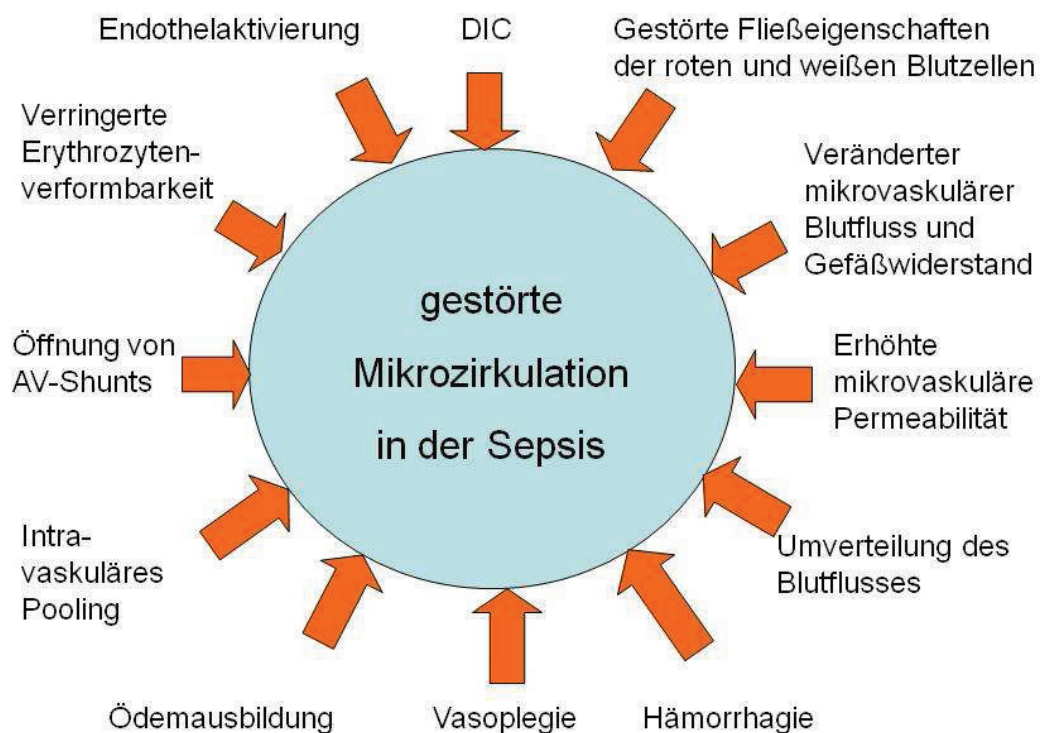 Endothelaktivierung
DIC
Gestörte Fließeigenschaften
der roten und weißen Blutzellen
Verringerte
Erythrozyten-
verformbarkeit
Veränderter
mikrovaskulärer
Blutfluss und
Gefäßwiderstand
gestörte
Mikrozirkulation
in der Sepsis
Öffnung von
AV-Shunts
Erhöhte
mikrovaskuläre
Permeabilität
Intra-
vaskuläres
Pooling
Umverteilung des
Blutflusses
Ödemausbildung
Vasoplegie
Hämorrhagie